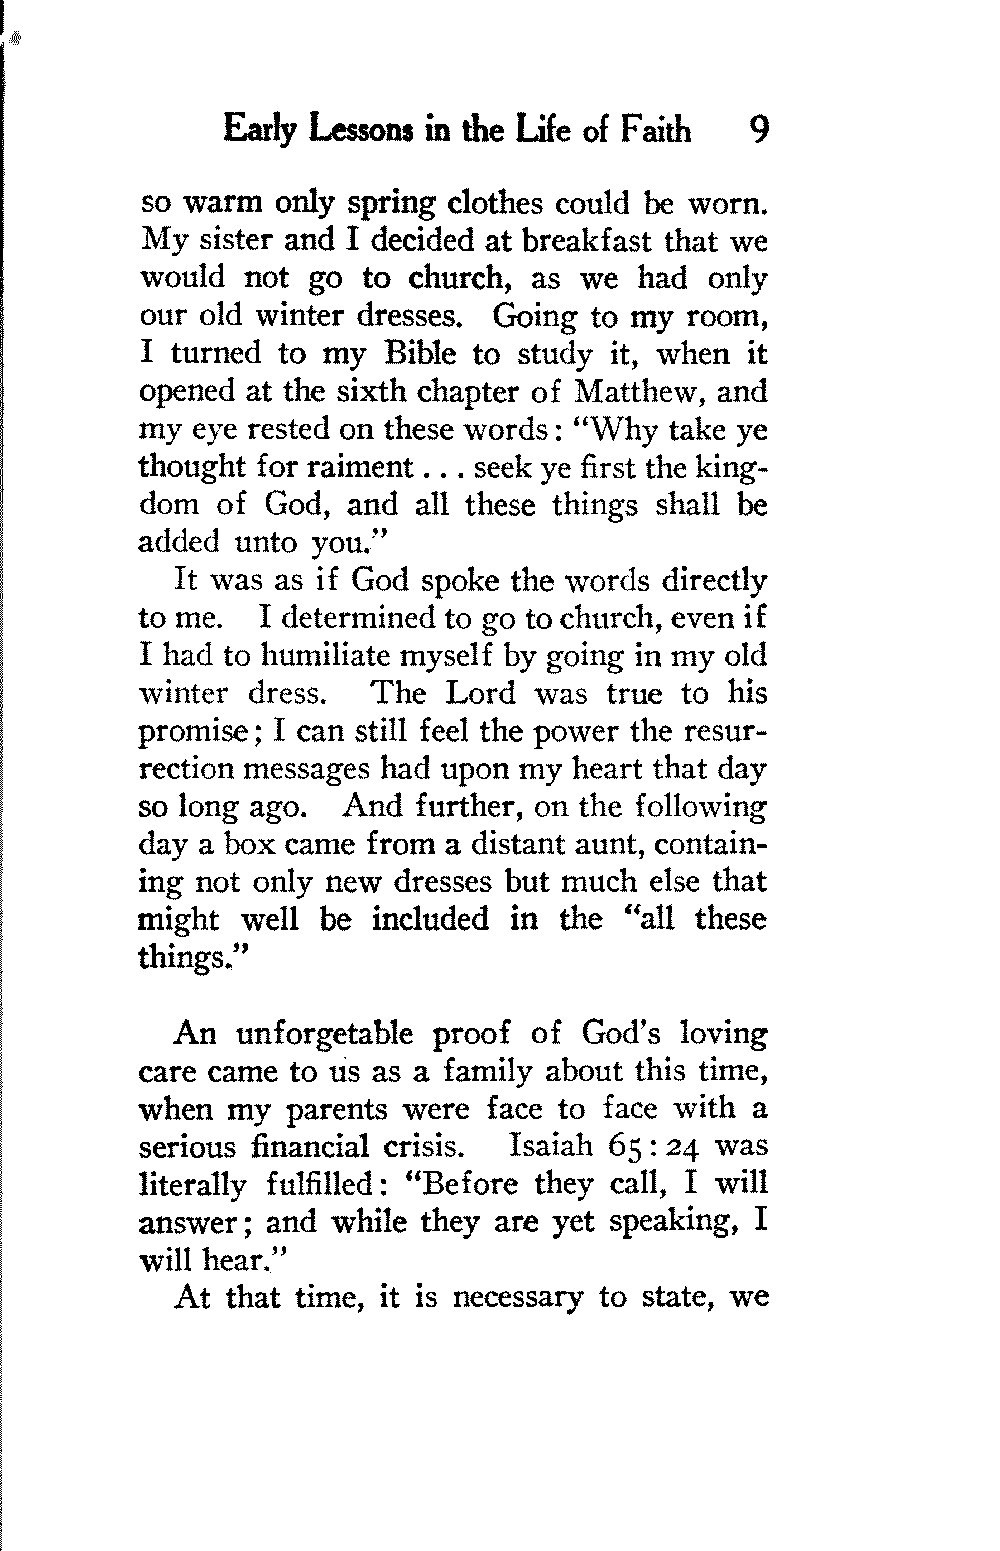 Early Lessons in the Life of Faith 9
so warm only spring clothes could be worn.
My sister and I decided at breakfast that we
would not go to church, as we had only
our old winter dresses. Going to my room,
I turned to my Bible to study it, when it
opened at the sixth chapter of Matthew, and
my eye rested on these words: “Why take ye
thought for raiment . . . seek ye first the king-
dom of God, and all these things shall be
added unto you.”
It was as if God spoke the words directly
to me. I determined to go to church, even if
I had to humiliate myself by going in my old
winter dress. The Lord was true to his
promise; I can still feel the power the resur-
rection messages had upon my heart that day
so long ago. And further, on the following
day a box came from a distant aunt, contain-
ing not only new dresses but much else that
might well be included in the “all these
things.”
An unforgetable proof of God’s loving
care came to us as a family about this time,
when my parents were face to face with a
serious financial crisis. Isaiah 65:24 was
literally fulfilled: “Before they call, I will
answer; and while they are yet speaking, I
will hear.”
At that time, it is necessary to state, we